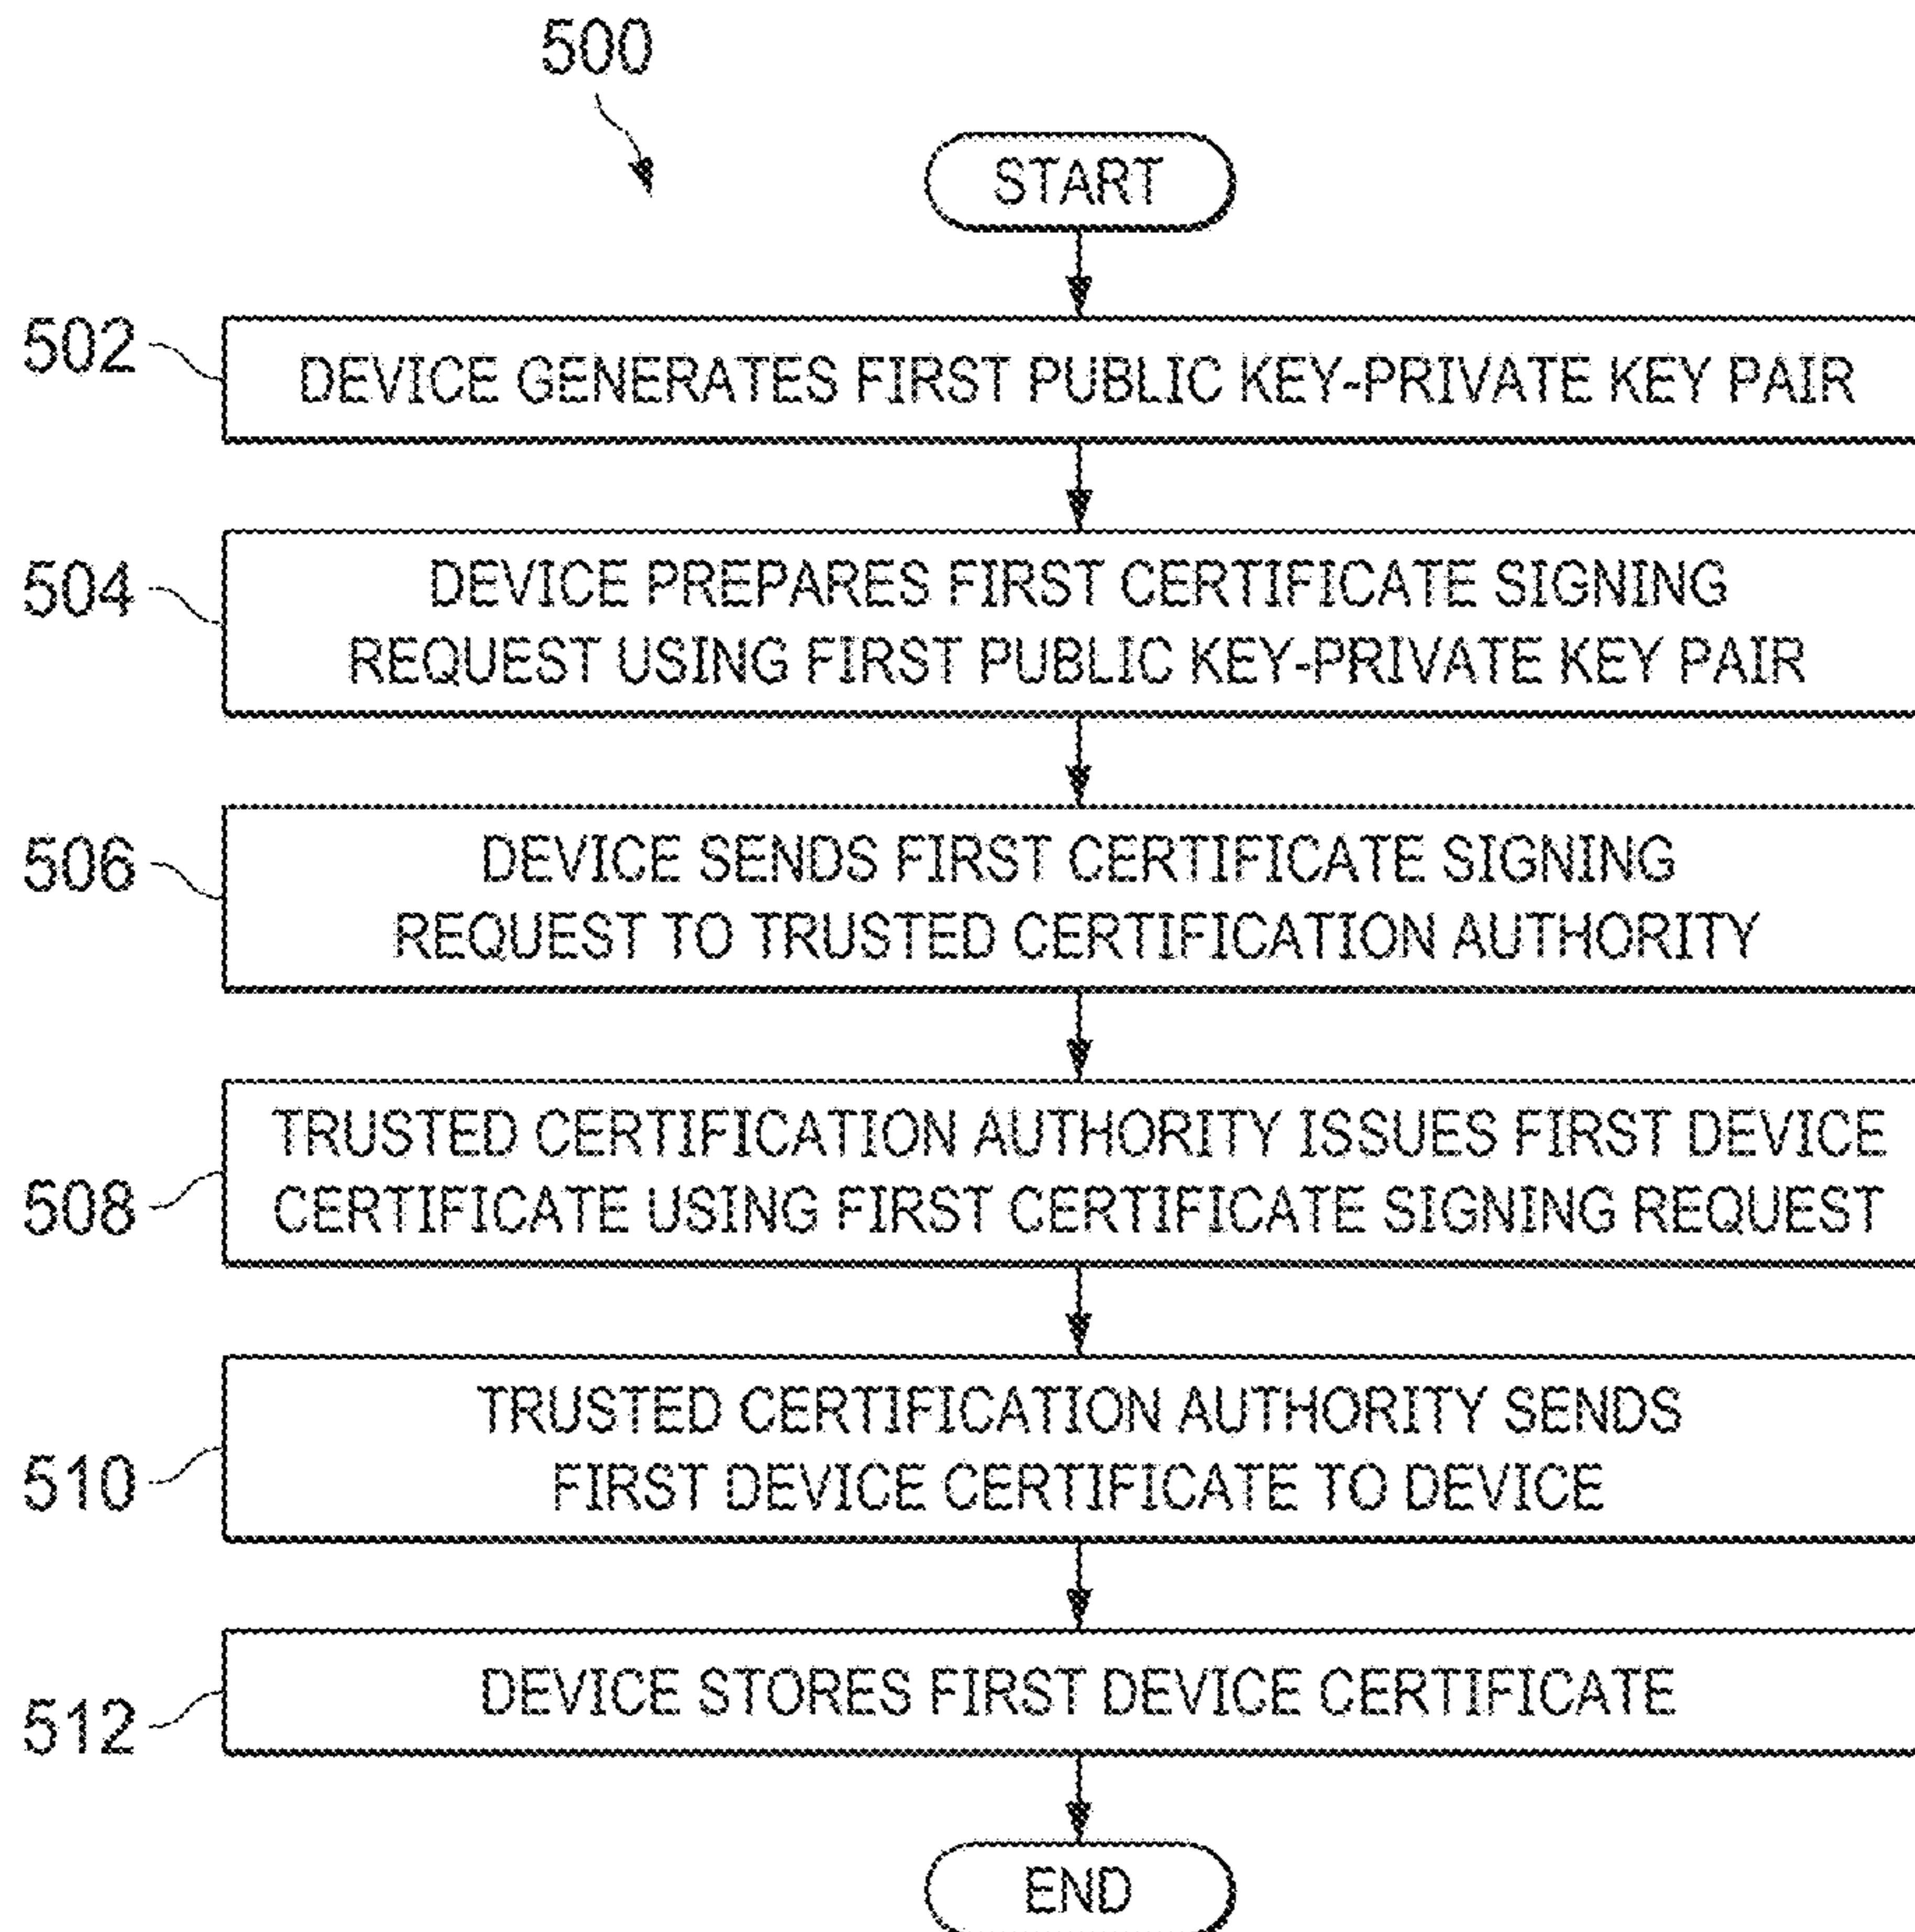 500
START
502
DEVICE GENERATES FIRST PUBLIC KEY-PRIVATE KEY PAIR
504
DEVICE PREPARES FIRST CERTIFICATE SIGNING
REQUEST USING FIRST PUBLIC KEY-PRIVATE KEY PAIR
506
DEVICE SENDS FIRST CERTIFICATE SIGNING
REQUEST TO TRUSTED CERTIFICATION AUTHORITY
508
TRUSTED CERTIFICATION AUTHORITY ISSUES FIRST DEVICE
CERTIFICATE USING FIRST CERTIFICATE SIGNING REQUEST
510
TRUSTED CERTIFICATION AUTHORITY SENDS
FIRST DEVICE CERTIFICATE TO DEVICE
512
DEVICE STORES FIRST DEVICE CERTIFICATE
END